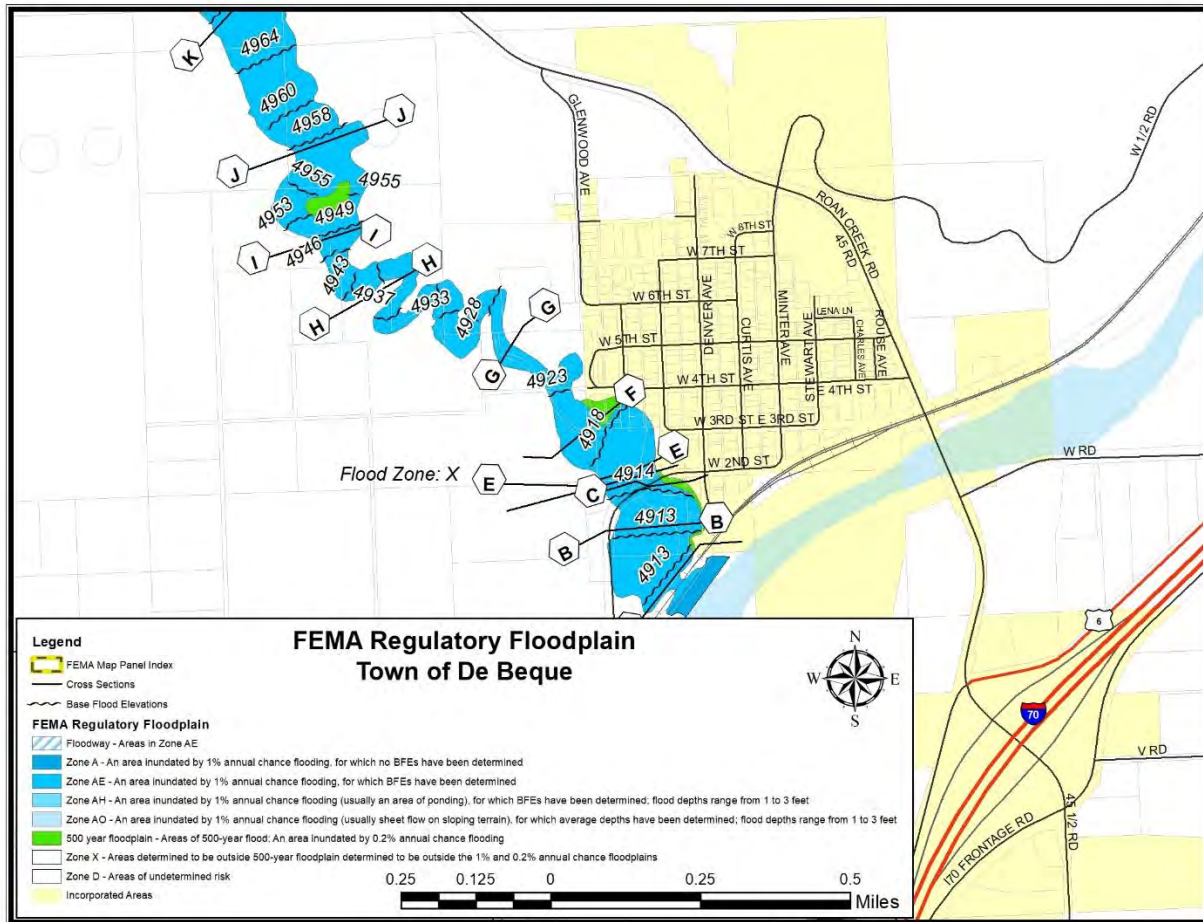 K
4964
4960
4958
J
J
4955
4955
4953
4949
I
I
4946
4943
H
H
4937
4933
4928
G
G
4923
F
4918
Flood Zone: X
E
E
4914
C
B
B
4913
4913
GLENWOOD AVE
W 8TH ST
W 7TH ST
W 6TH ST
W 5TH ST
W 4TH ST
E 4TH ST
W 3RD ST E 3RD ST
W 2ND ST
DENVER AVE
CURTIS AVE
MINTER AVE
STEWART AVE
LENA LN
CHARLES AVE
ROUSE AVE
ROAN CREEK RD
45 RD
W 1/2 RD
W RD
6
70
V RD
45 1/2 RD
I70 FRONTAGE RD
FEMA Regulatory Floodplain
Town of De Beque
N
W E
S
Legend
FEMA Map Panel Index
Cross Sections
Base Flood Elevations
FEMA Regulatory Floodplain
Floodway - Areas in Zone AE
Zone A - An area inundated by 1% annual chance flooding, for which no BFEs have been determined
Zone AE - An area inundated by 1% annual chance flooding, for which BFEs have been determined
Zone AH - An area inundated by 1% annual chance flooding (usually an area of ponding), for which BFEs have been determined; flood depths range from 1 to 3 feet
Zone AO - An area inundated by 1% annual chance flooding (usually sheet flow on sloping terrain), for which average depths have been determined; flood depths range from 1 to 3 feet
500 year floodplain - Areas of 500-year flood; An area inundated by 0.2% annual chance flooding
Zone X - Areas determined to be outside 500-year floodplain determined to be outside the 1% and 0.2% annual chance floodplains
Zone D - Areas of undetermined risk
Incorporated Areas
0.25 0.125 0 0.25 0.5
Miles